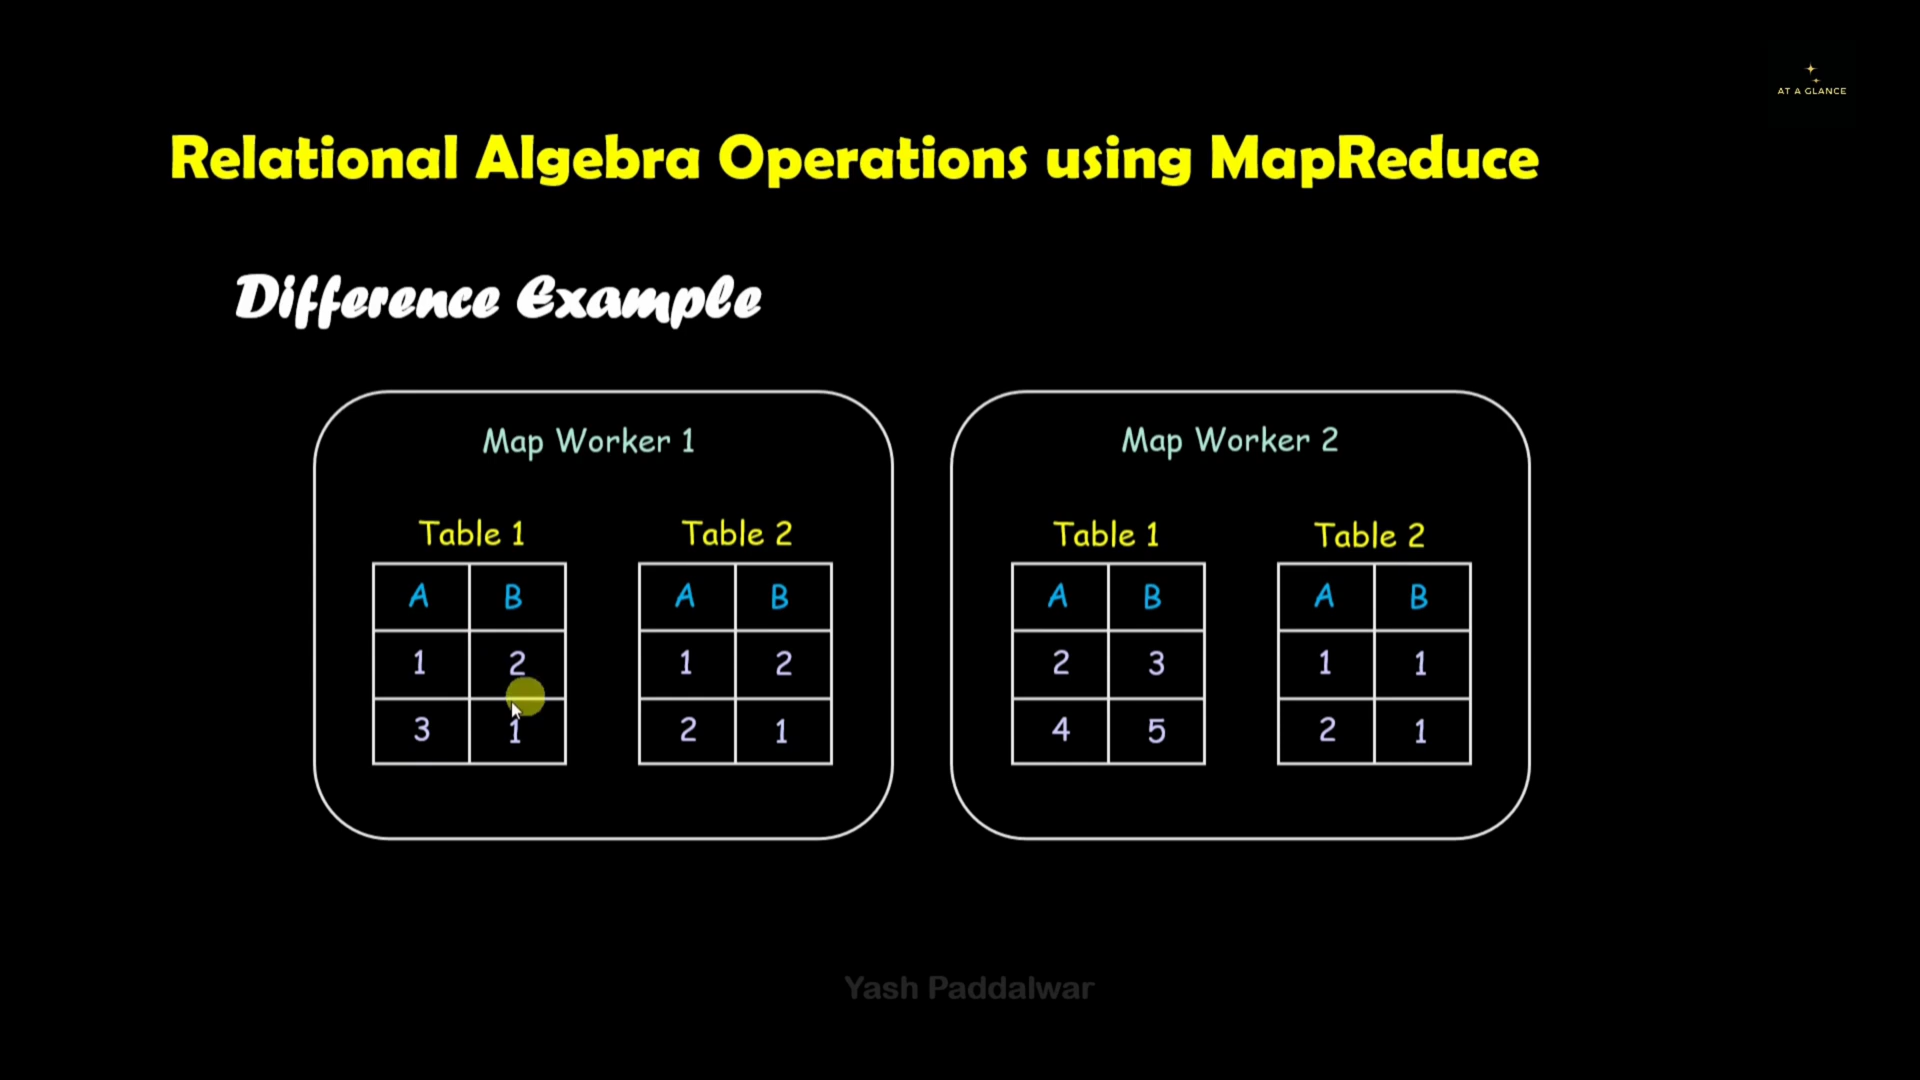 AT A GLANCE
Relational Algebra Operations using MapReduce
Difference Example
Map Worker 1
Table 1
A B
1 2
3 1
Table 2
A B
1 2
2 1
Map Worker 2
Table 1
A B
2 3
4 5
Table 2
A B
1 1
2 1
Yash Paddalwar